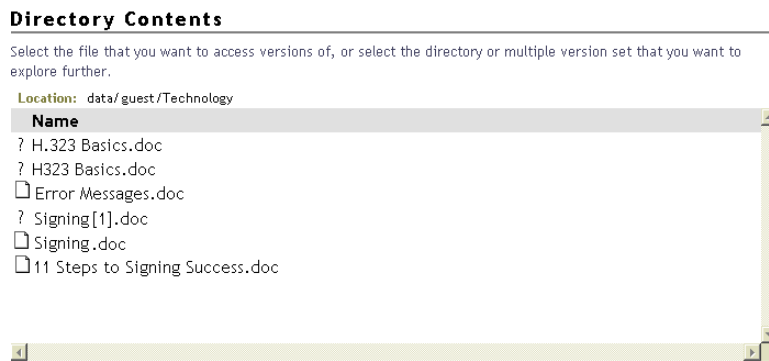 Directory Contents
Select the file that you want to access versions of, or select the directory or multiple version set that you want to
explore further.
Location: data/guest/Technology
Name
? H.323 Basics.doc
? H323 Basics.doc
Error Messages.doc
? Signing[1].doc
Signing.doc
11 Steps to Signing Success.doc